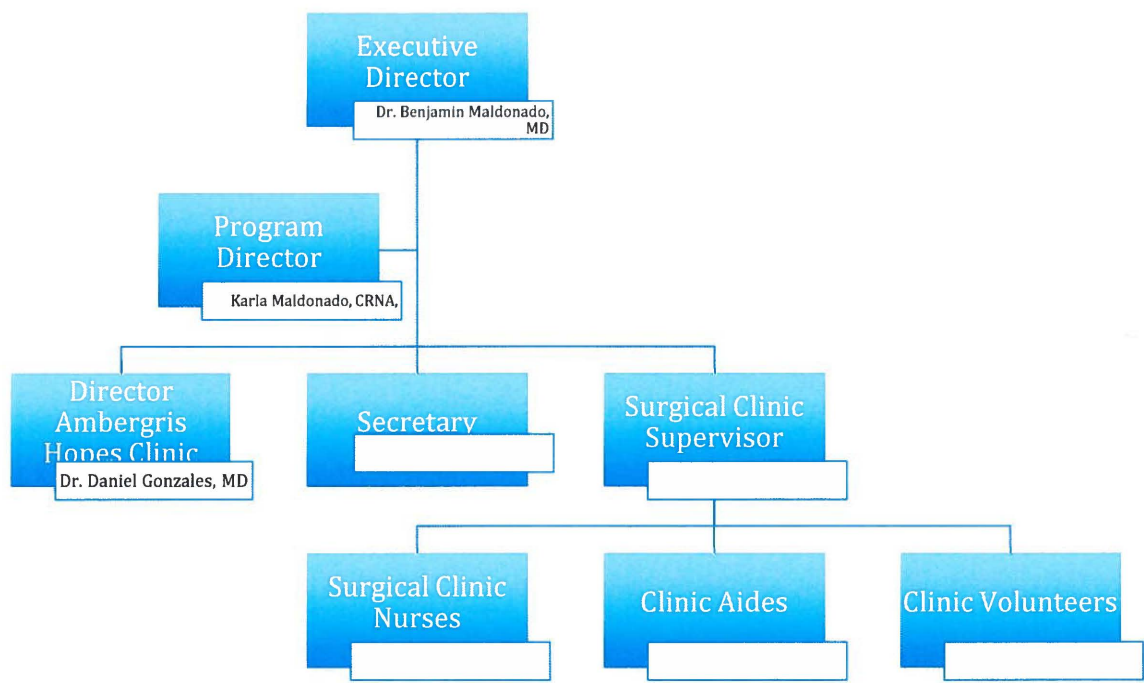 Executive
Director
Dr. Benjamin Maldonado,
MD
Program
Director
Karla Maldonado, CRNA,
Director
Ambergris
Hopes Clinic
Dr. Daniel Gonzales, MD
Secretary
Surgical Clinic
Supervisor
Surgical Clinic
Nurses
Clinic Aides
Clinic Volunteers